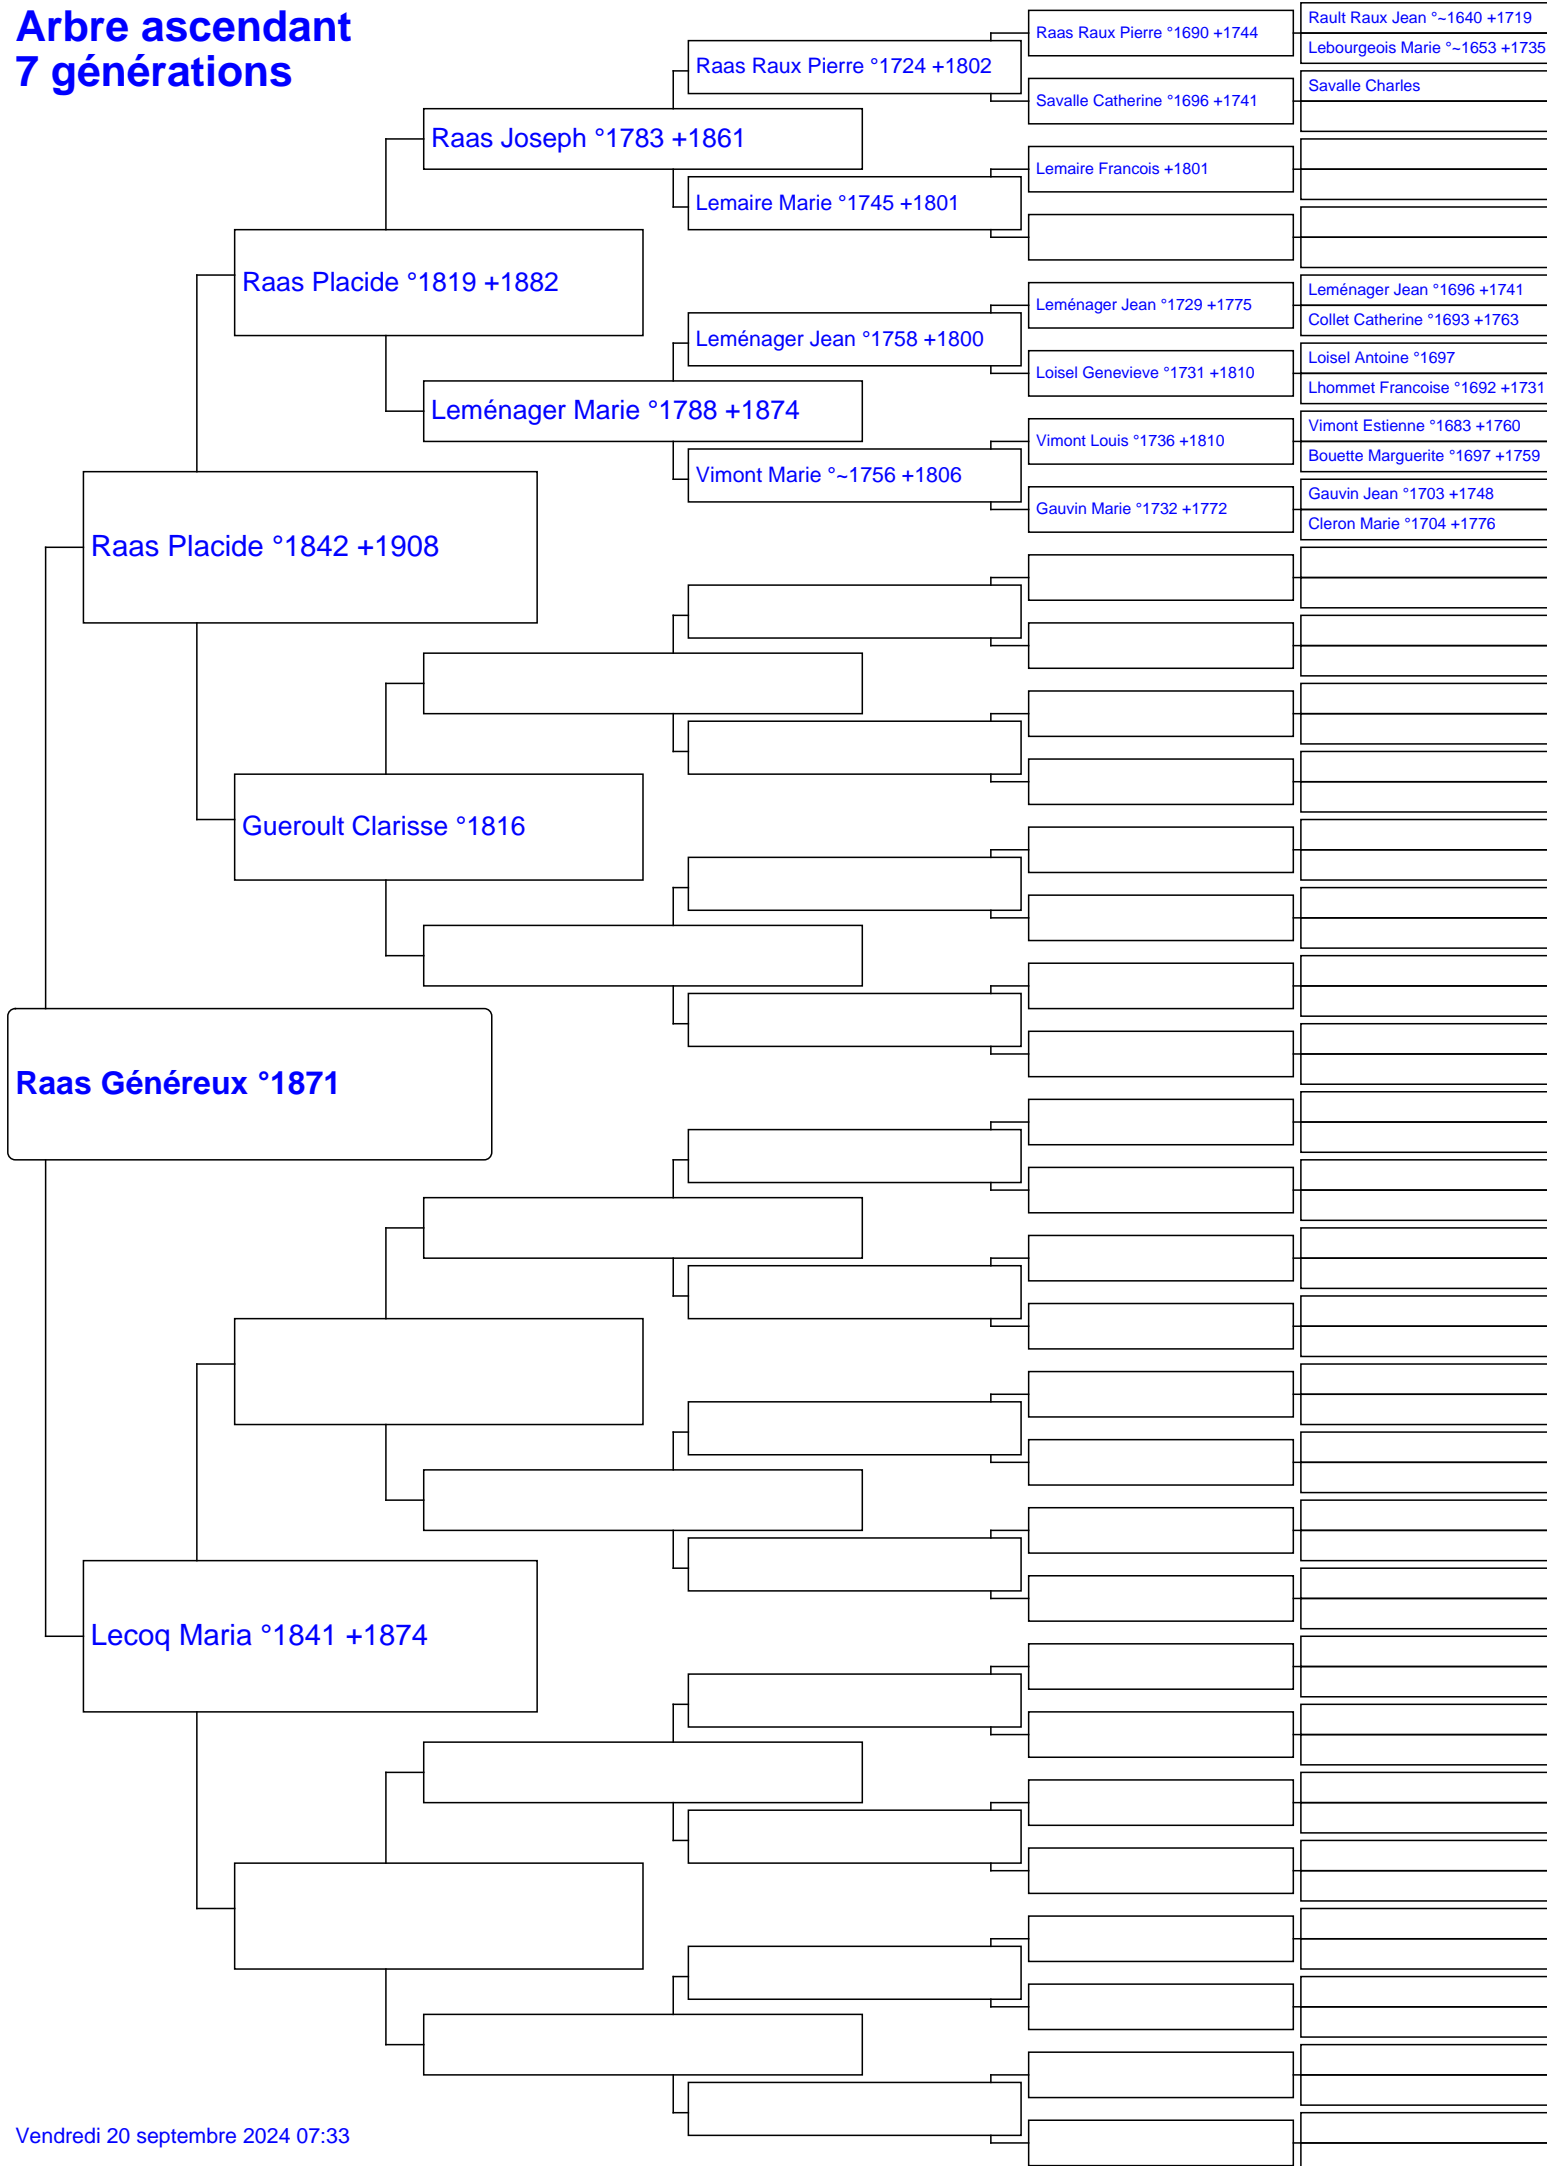 Arbre ascendant
7 générations
Raas Généreux °1871
Raas Placide °1842 +1908
Lecoq Maria °1841 +1874
Raas Placide °1819 +1882
Gueroult Clarisse °1816
Raas Joseph °1783 +1861
Leménager Marie °1788 +1874
Raas Raux Pierre °1724 +1802
Lemaire Marie °1745 +1801
Leménager Jean °1758 +1800
Vimont Marie °~1756 +1806
Raas Raux Pierre °1690 +1744
Savalle Catherine °1696 +1741
Lemaire Francois +1801
Leménager Jean °1729 +1775
Loisel Genevieve °1731 +1810
Vimont Louis °1736 +1810
Gauvin Marie °1732 +1772
Rault Raux Jean °~1640 +1719
Lebourgeois Marie °~1653 +1735
Savalle Charles
Leménager Jean °1696 +1741
Collet Catherine °1693 +1763
Loisel Antoine °1697
Lhommet Francoise °1692 +1731
Vimont Estienne °1683 +1760
Bouette Marguerite °1697 +1759
Gauvin Jean °1703 +1748
Cleron Marie °1704 +1776
Vendredi 20 septembre 2024 07:33